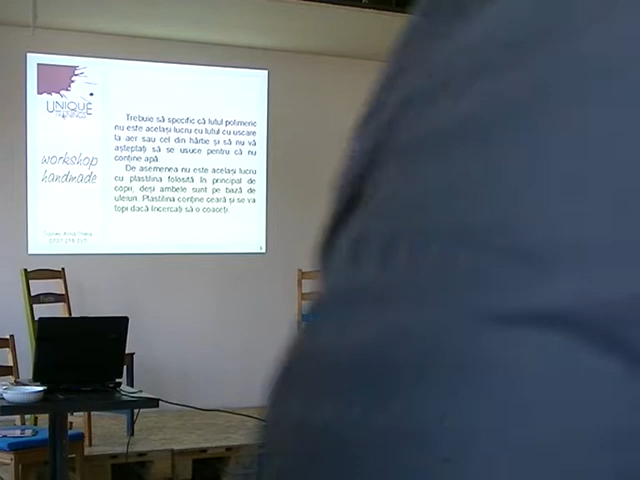 UNIQUE
TRAININGS
workshop
handmade
Trebuie să specific că lutul polimeric
nu este același lucru cu lutul cu uscare
la aer sau cel din hârtie și să nu vă
așteptați să se usuce pentru că nu
conține apă.
De asemenea nu este același lucru
cu plastilina folosită în principal de
copii, deși ambele sunt pe bază de
uleiuri. Plastilina conține ceară și se va
topi dacă încercați să o coaceți.